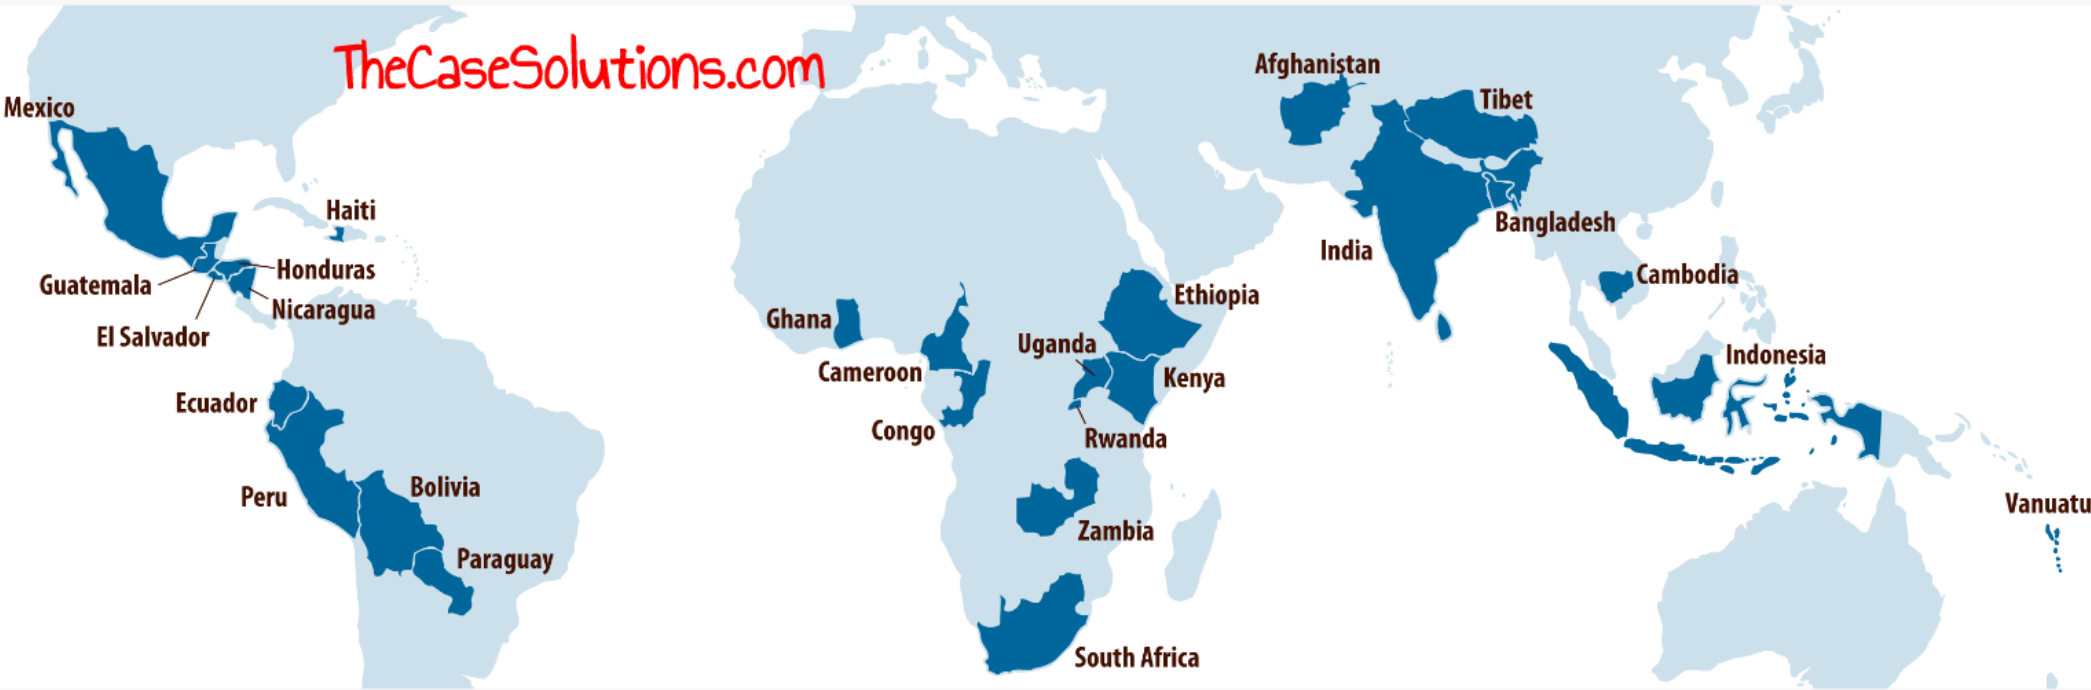 TheCaseSolutions.com
Afghanistan
Tibet
Mexico
Haiti
Bangladesh
India
Honduras
Guatemala
Nicaragua
El Salvador
Cambodia
Ethiopia
Ghana
Uganda
Indonesia
Cameroon
Kenya
Ecuador
Congo
Rwanda
Bolivia
Peru
Vanuatu
Zambia
Paraguay
South Africa